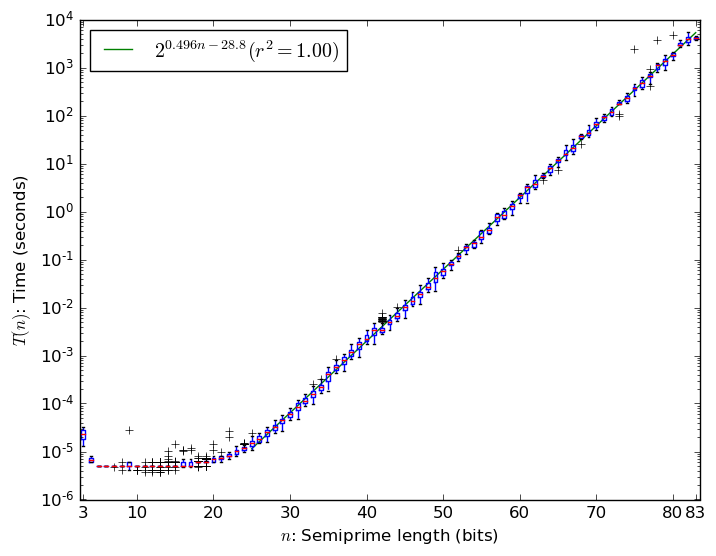 10^4
10^3
10^2
10^1
10^0
10^-1
10^-2
10^-3
10^-4
10^-5
10^-6
T(n): Time (seconds)
2^{0.496n−28.8}(r^2 = 1.00)
3 10 20 30 40 50 60 70 80 83
n: Semiprime length (bits)